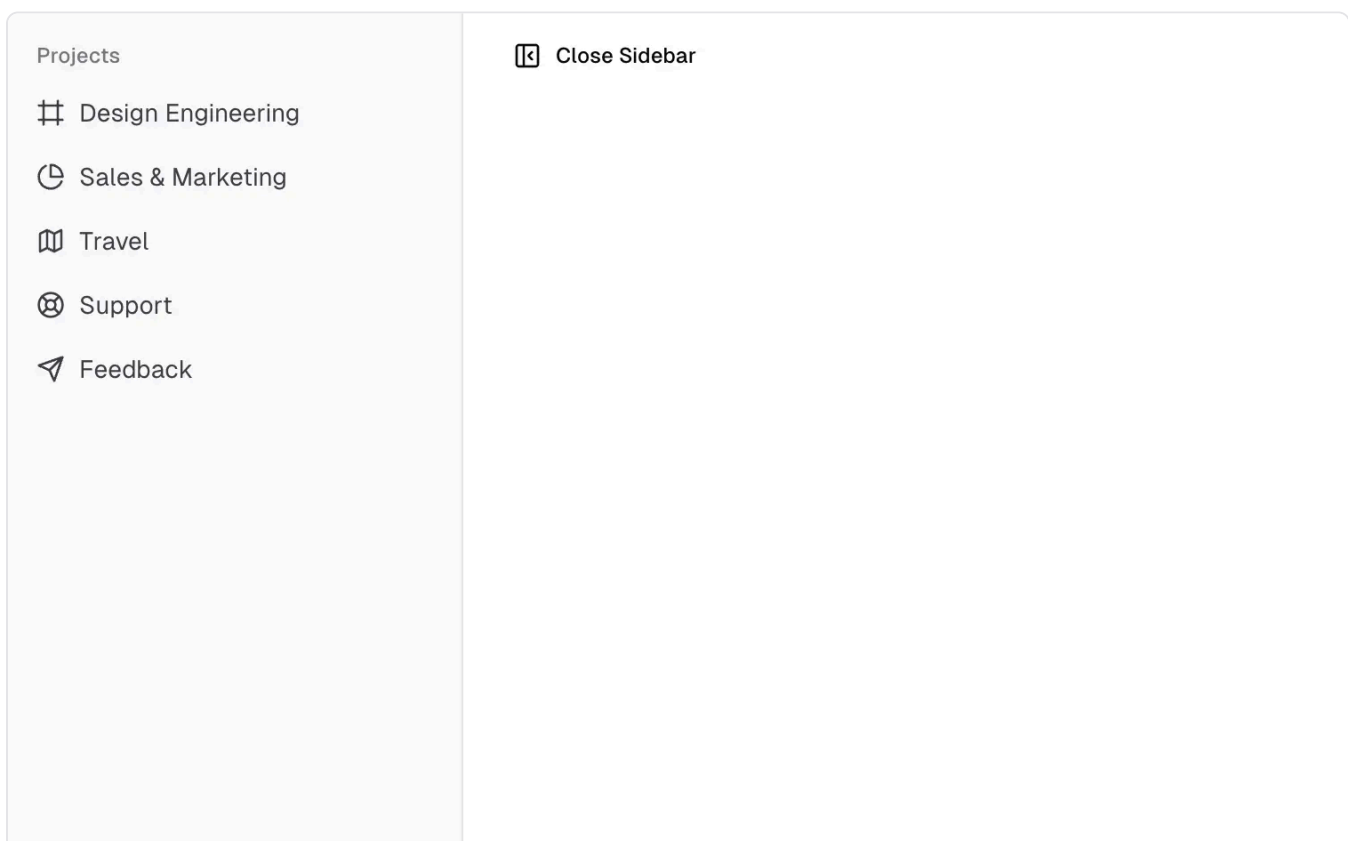 Projects
Design Engineering
Sales & Marketing
Travel
Support
Feedback
Close Sidebar